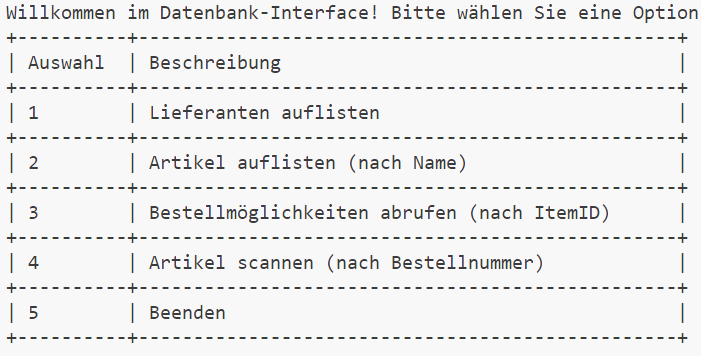 Willkommen im Datenbank-Interface! Bitte wählen Sie eine Option
+----------+-------------------------------------------------+
| Auswahl  | Beschreibung                                    |
+----------+-------------------------------------------------+
| 1        | Lieferanten auflisten                           |
+----------+-------------------------------------------------+
| 2        | Artikel auflisten (nach Name)                   |
+----------+-------------------------------------------------+
| 3        | Bestellmöglichkeiten abrufen (nach ItemID)      |
+----------+-------------------------------------------------+
| 4        | Artikel scannen (nach Bestellnummer)            |
+----------+-------------------------------------------------+
| 5        | Beenden                                         |
+----------+-------------------------------------------------+